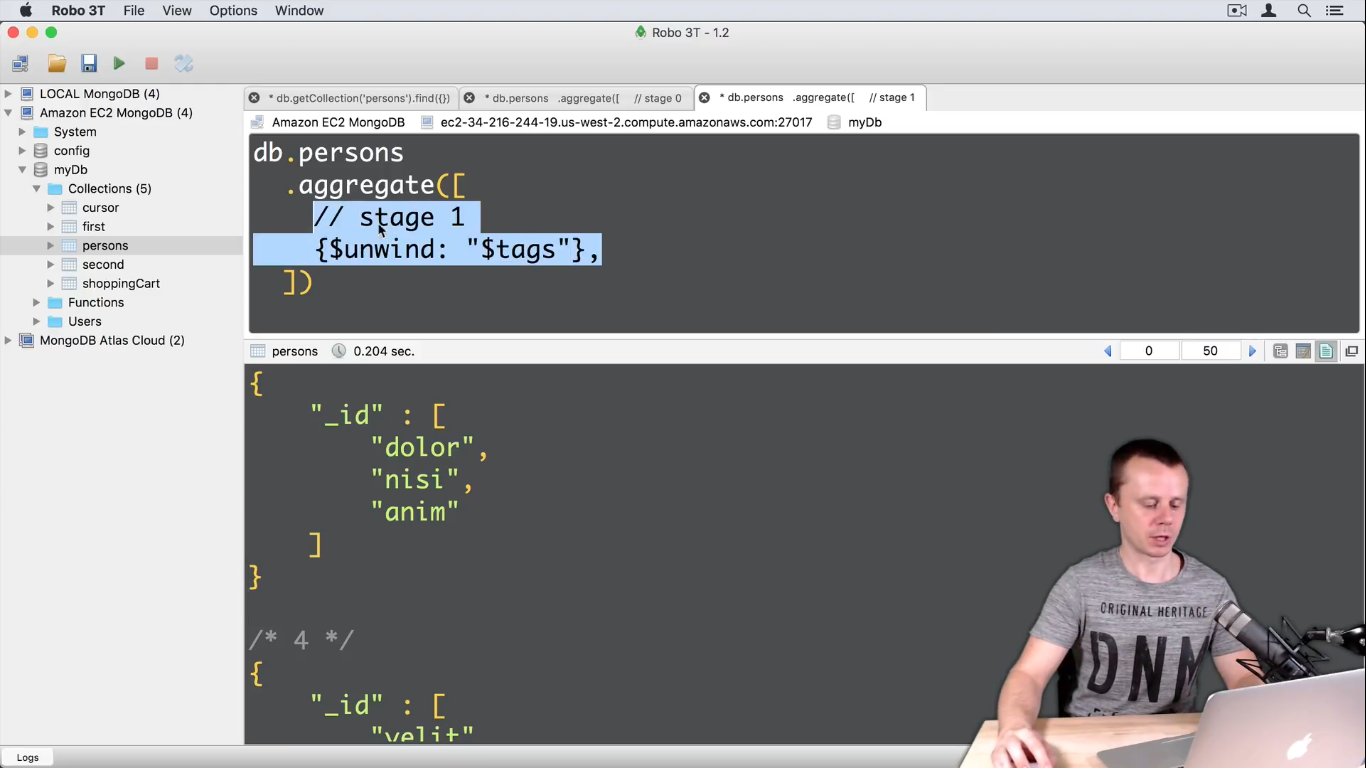 Robo 3T File View Options Window
Robo 3T - 1.2
LOCAL MongoDB (4)
Amazon EC2 MongoDB (4)
System
config
myDb
Collections (5)
cursor
first
persons
second
shoppingCart
Functions
Users
MongoDB Atlas Cloud (2)
* db.getCollection('persons').find({}) * db.persons .aggregate([ // stage 0 * db.persons .aggregate([ // stage 1
Amazon EC2 MongoDB ec2-34-216-244-19.us-west-2.compute.amazonaws.com:27017 myDb
db.persons
.aggregate([
// stage 1
{$unwind: "$tags"},
])
persons 0.204 sec. 0 50
{
"_id" : [
"dolor",
"nisi",
"anim"
]
}
/* 4 */
{
"_id" : [
"velit"
ORIGINAL HERITAGE
DNM
Logs